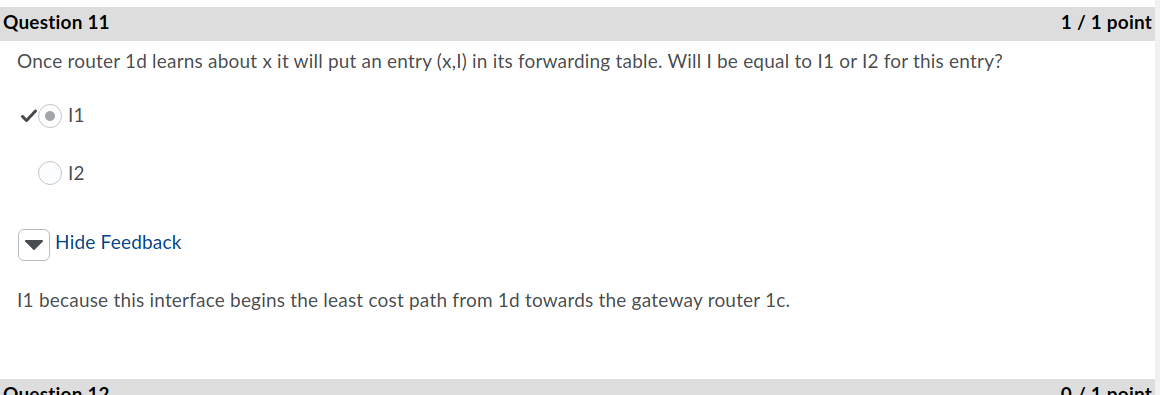 Question 11
1 / 1 point
Once router 1d learns about x it will put an entry (x,I) in its forwarding table. Will I be equal to I1 or I2 for this entry?
I1
I2
Hide Feedback
I1 because this interface begins the least cost path from 1d towards the gateway router 1c.
Question 12
0 / 1 point